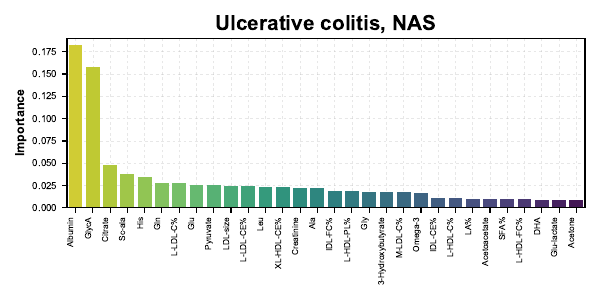 Ulcerative colitis, NAS
Importance
0.175
0.150
0.125
0.100
0.075
0.050
0.025
0.000
Albumin
GlycA
Citrate
Sc-ala
His
Gln
L-LDL-C%
Glu
Pyruvate
LDL-size
L-LDL-CE%
Leu
XL-HDL-CE%
Creatinine
Ala
IDL-FC%
L-HDL-PL%
Gly
3-Hydroxybutyrate
M-LDL-C%
Omega-3
IDL-CE%
L-HDL-C%
LA%
Acetoacetate
SFA%
L-HDL-FC%
DHA
Glu-lactate
Acetone